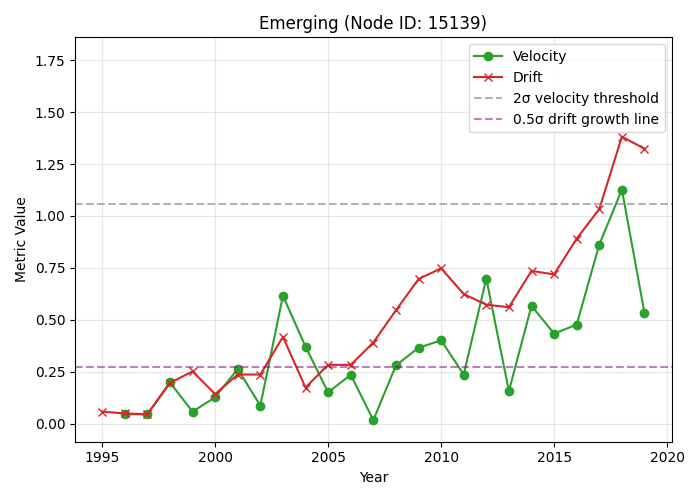 Emerging (Node ID: 15139)
Velocity
Drift
2σ velocity threshold
0.5σ drift growth line
Metric Value
1.75
1.50
1.25
1.00
0.75
0.50
0.25
0.00
1995 2000 2005 2010 2015 2020
Year